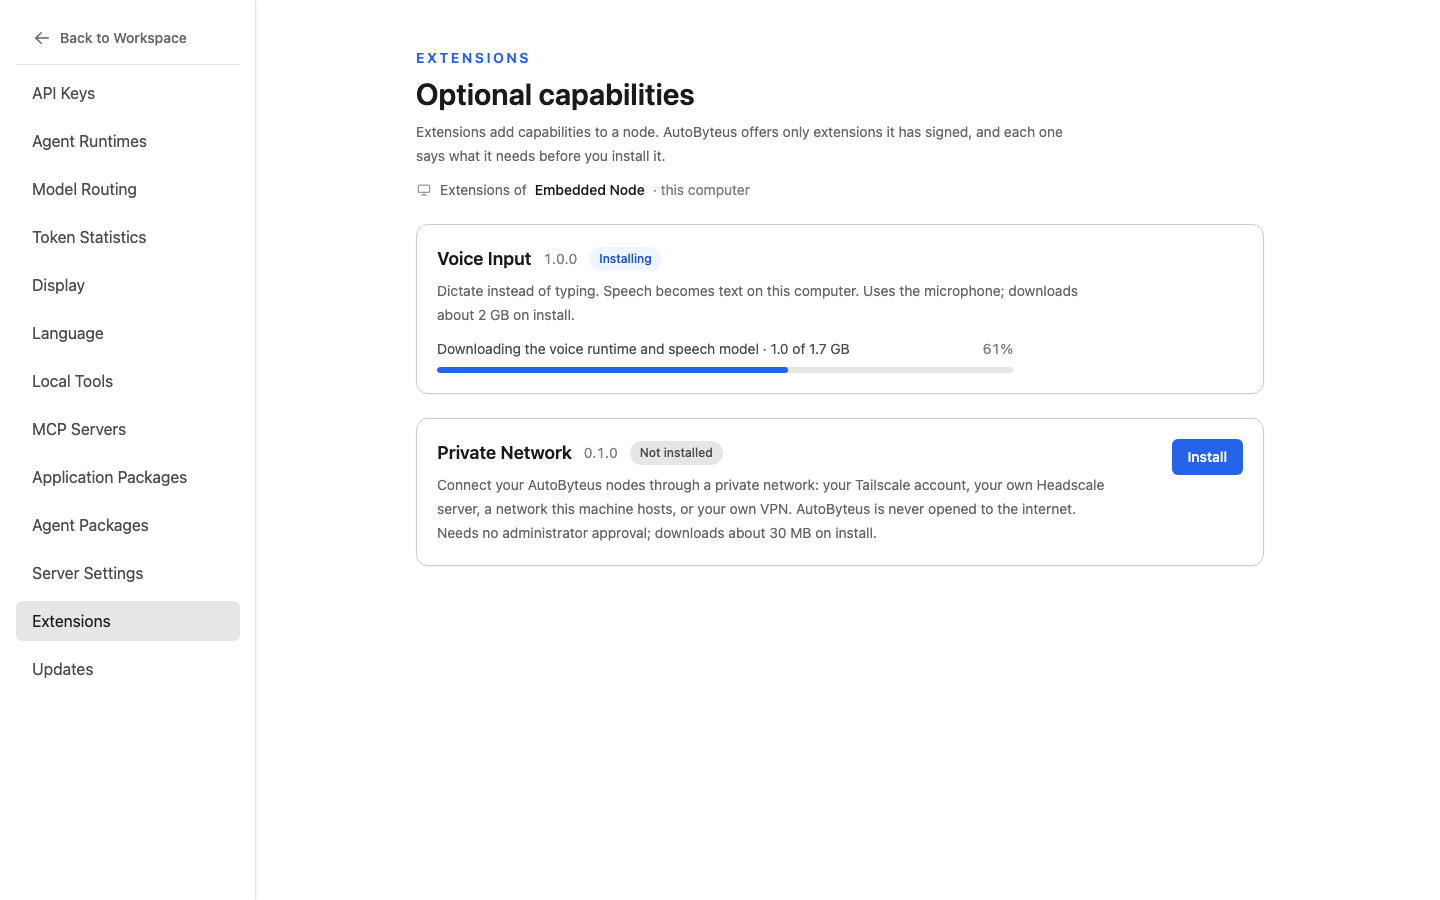 Back to Workspace
API Keys
Agent Runtimes
Model Routing
Token Statistics
Display
Language
Local Tools
MCP Servers
Application Packages
Agent Packages
Server Settings
Extensions
Updates
EXTENSIONS
Optional capabilities
Extensions add capabilities to a node. AutoByteus offers only extensions it has signed, and each one
says what it needs before you install it.
Extensions of Embedded Node · this computer
Voice Input 1.0.0 Installing
Dictate instead of typing. Speech becomes text on this computer. Uses the microphone; downloads
about 2 GB on install.
Downloading the voice runtime and speech model · 1.0 of 1.7 GB 61%
Private Network 0.1.0 Not installed
Install
Connect your AutoByteus nodes through a private network: your Tailscale account, your own Headscale
server, a network this machine hosts, or your own VPN. AutoByteus is never opened to the internet.
Needs no administrator approval; downloads about 30 MB on install.